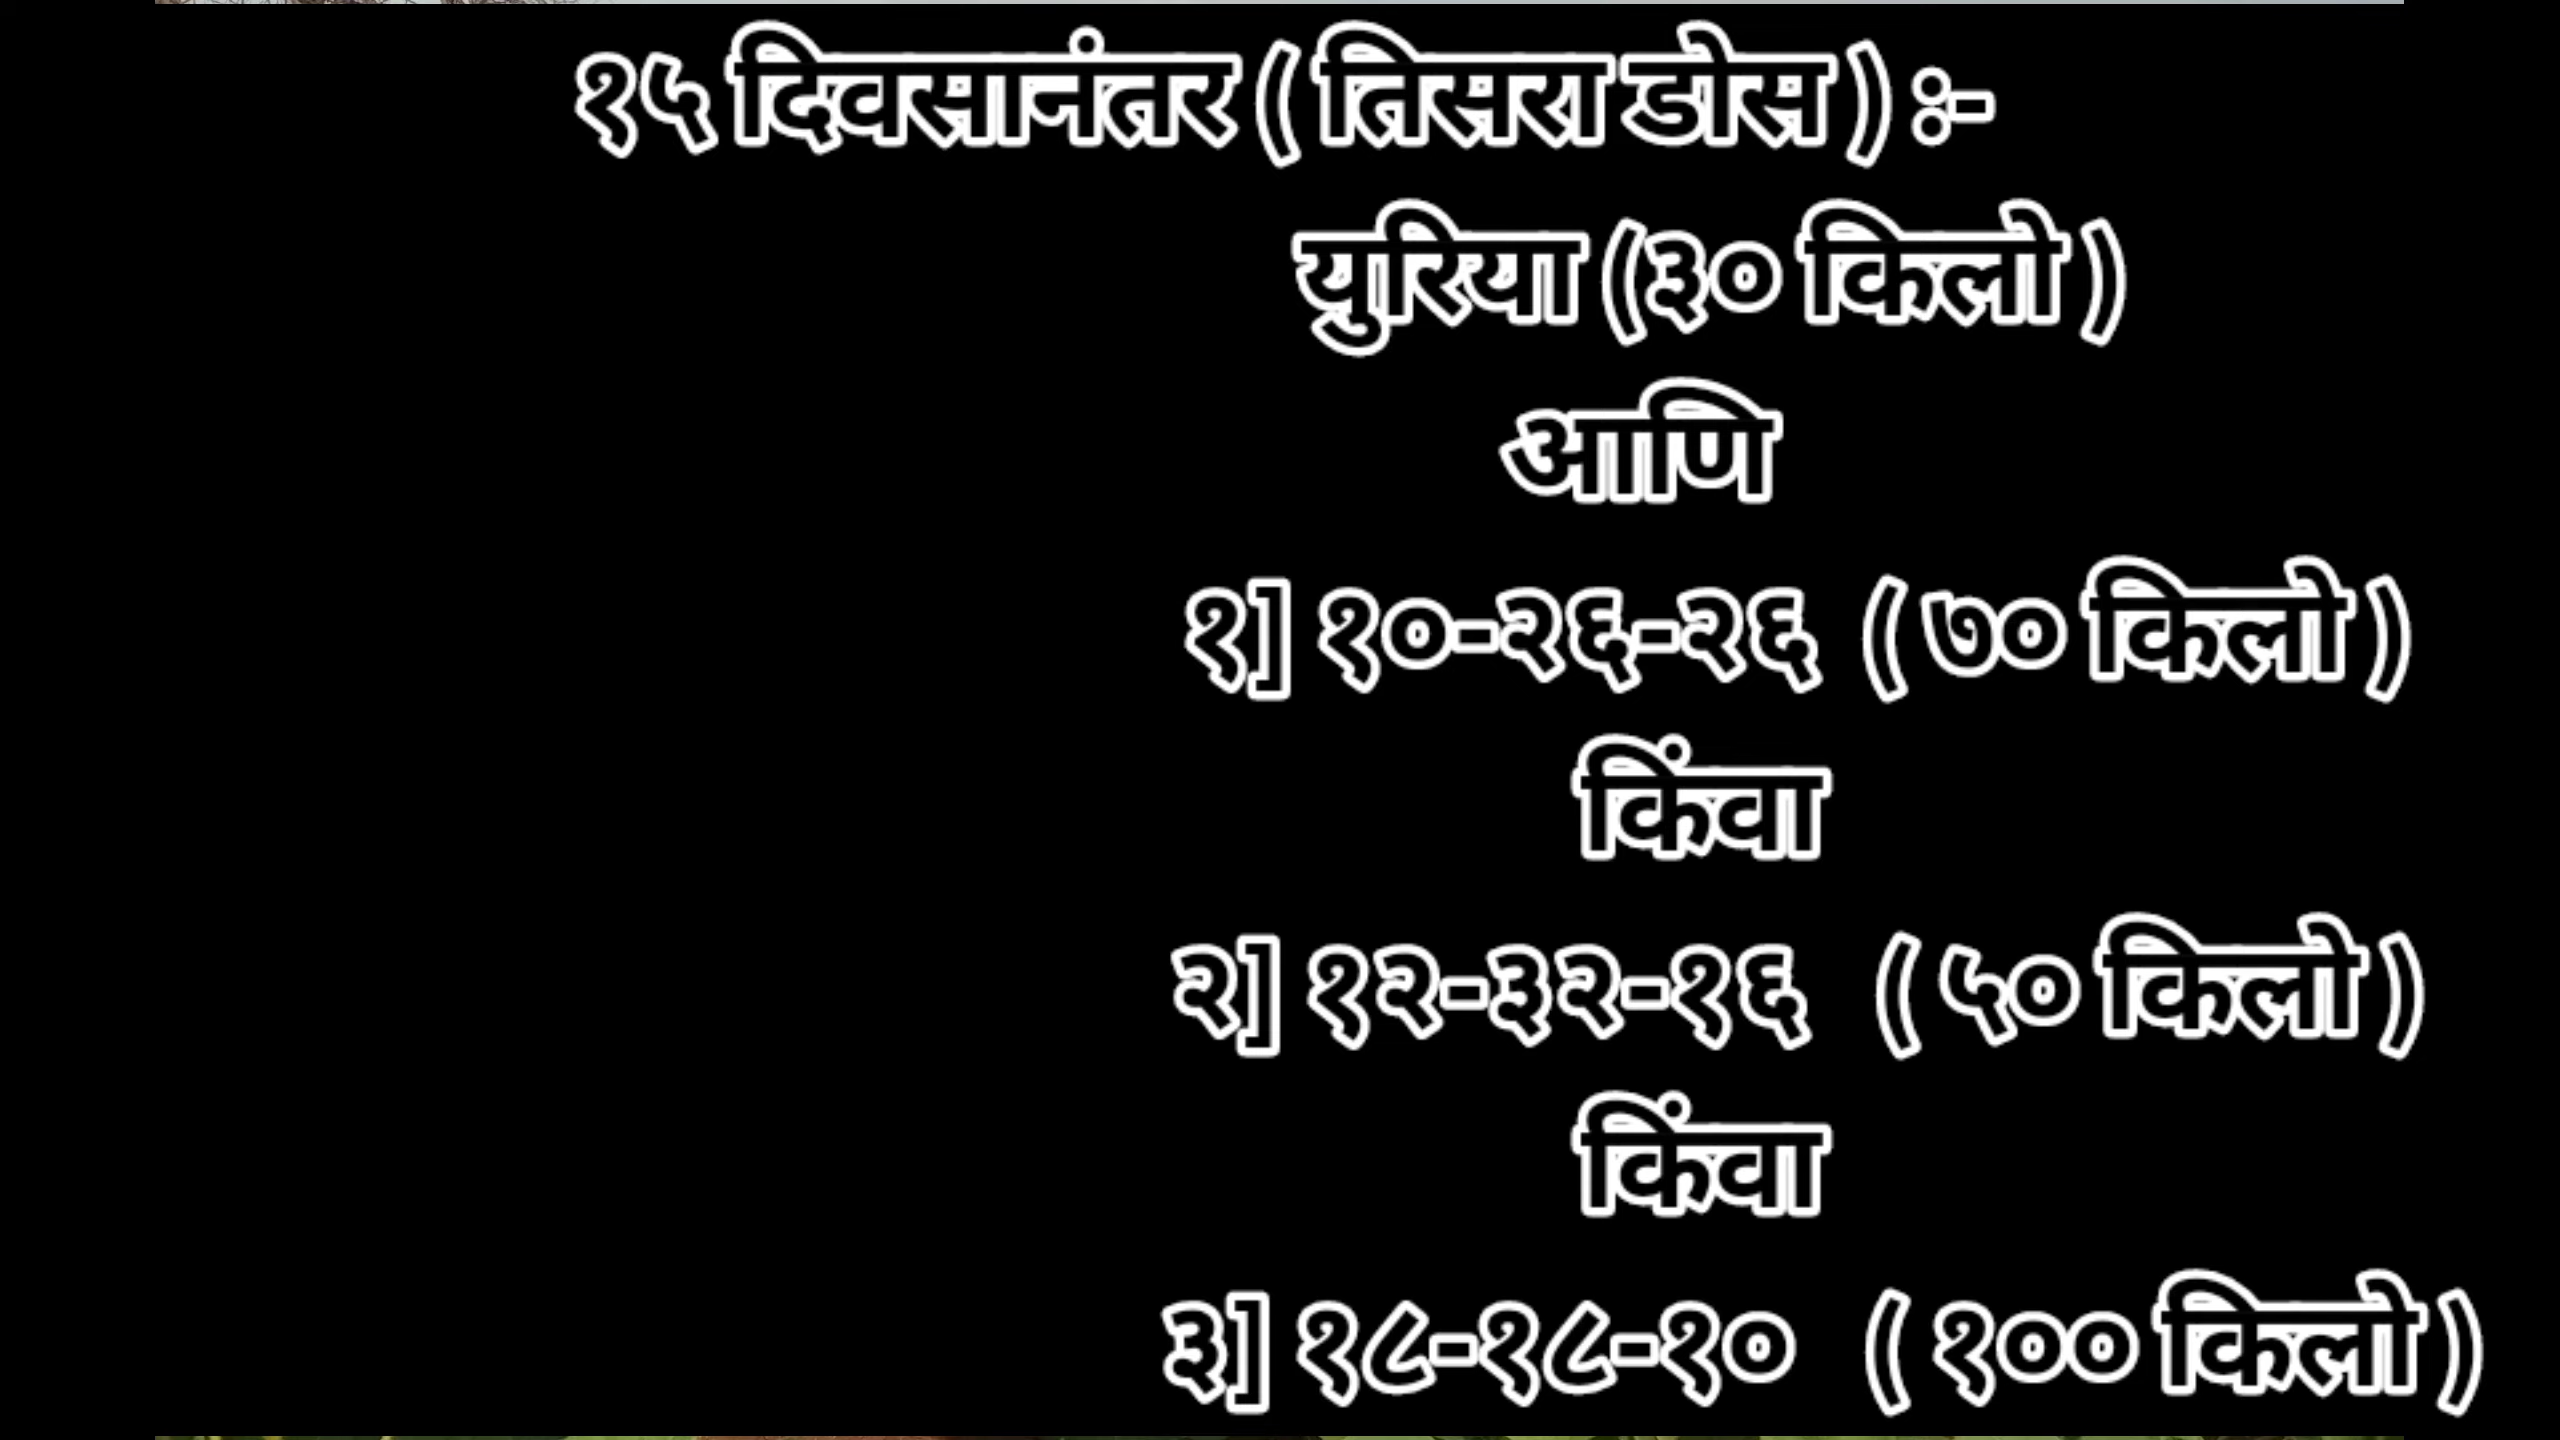 १५ दिवसानंतर ( तिसरा डोस ) :-
युरिया (३० किलो )
आणि
१] १०-२६-२६ ( ७० किलो )
किंवा
२] १२-३२-१६ ( ५० किलो )
किंवा
३] १८-१८-१० ( १०० किलो )